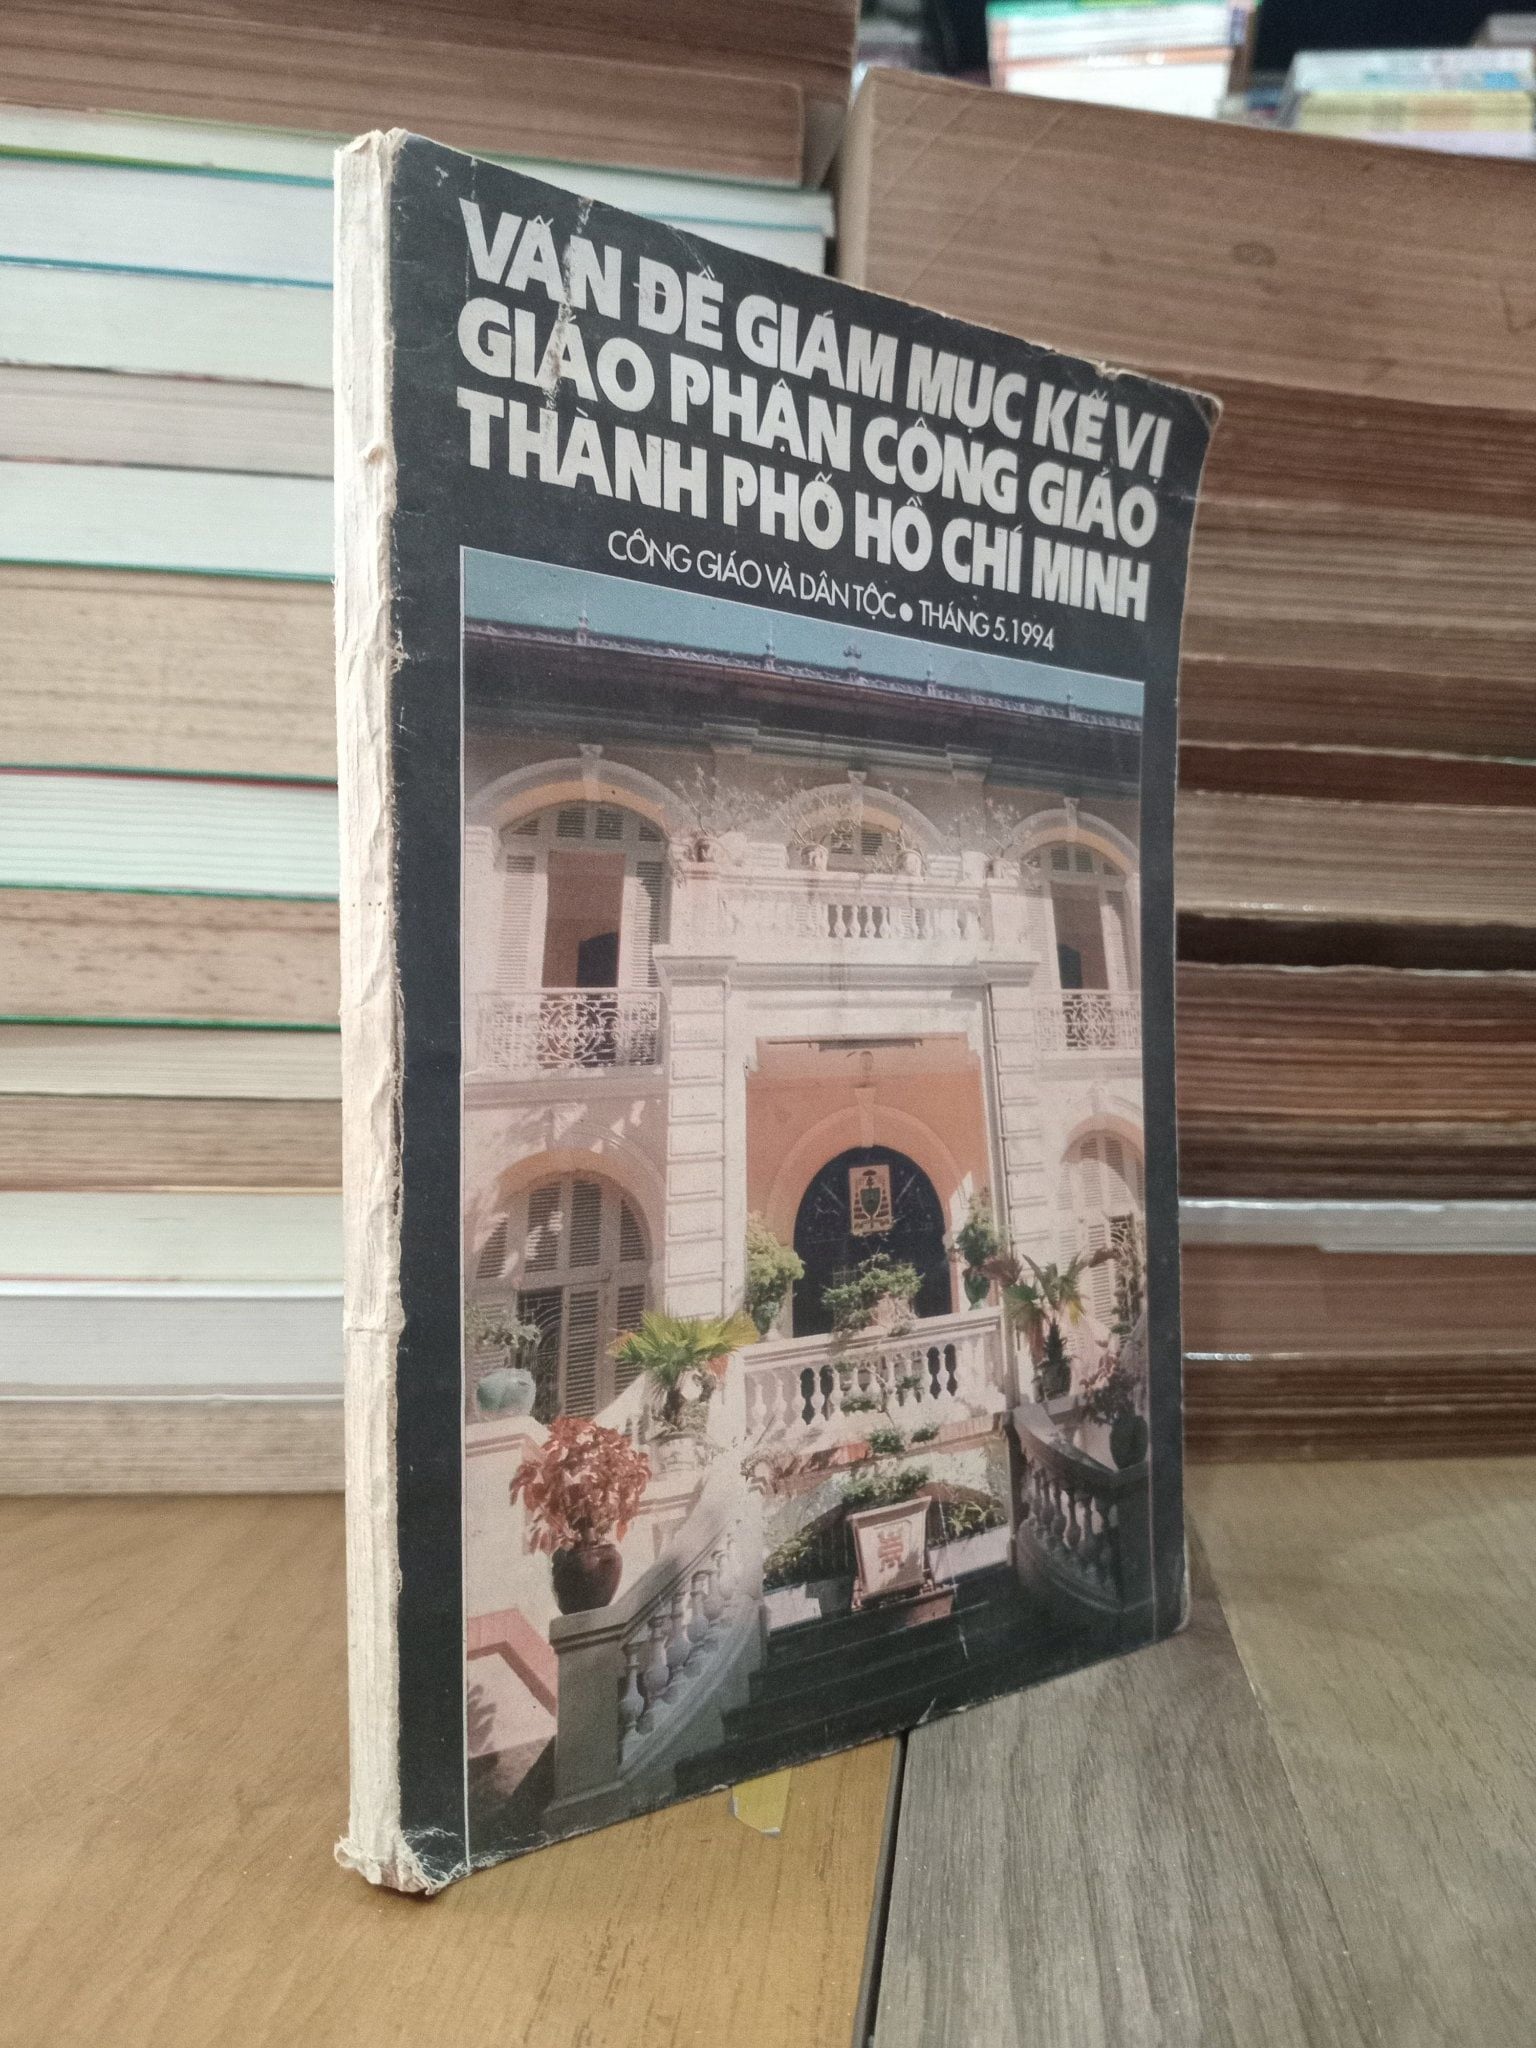 VẤN ĐỀ GIÁM MỤC KẾ VỊ
GIÁO PHẬN CÔNG GIÁO
THÀNH PHỐ HỒ CHÍ MINH
CÔNG GIÁO VÀ DÂN TỘC ● THÁNG 5.1994